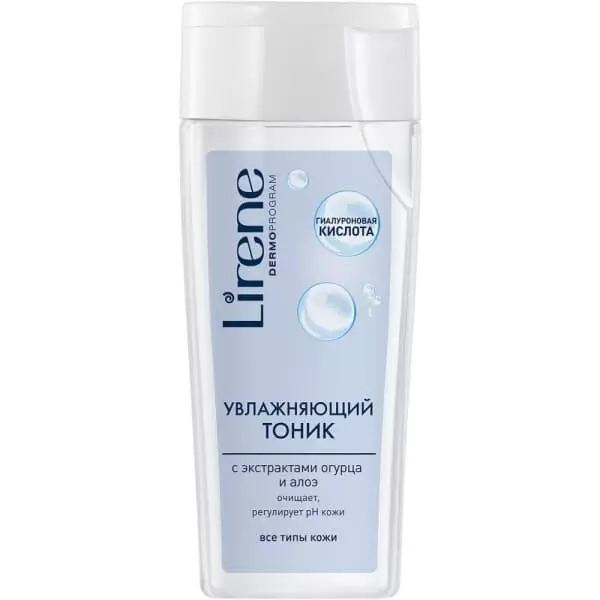 Lirene
DERMOPROGRAM
ГИАЛУРОНОВАЯ
КИСЛОТА
УВЛАЖНЯЮЩИЙ
ТОНИК
с экстрактами огурца
и алоэ
очищает,
регулирует pH кожи
все типы кожи